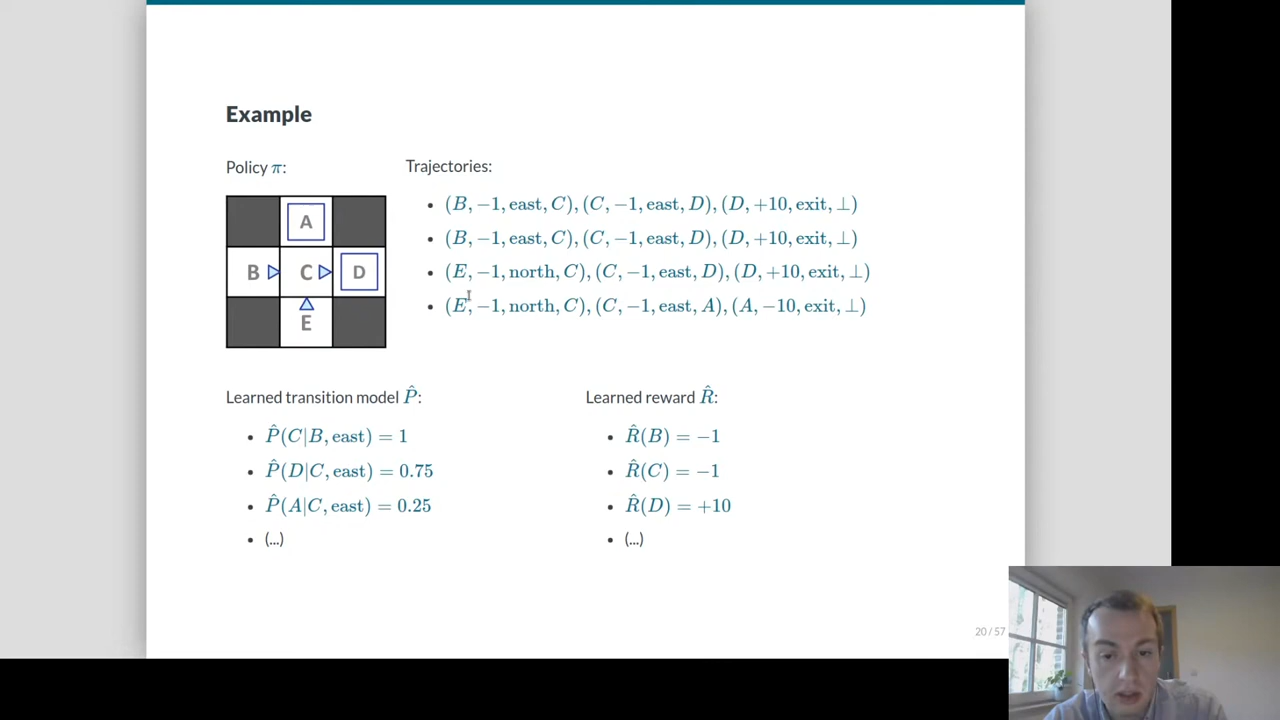 Example
Policy π:
Trajectories:
A
B C D
E
• (B, −1, east, C), (C, −1, east, D), (D, +10, exit, ⊥)
• (B, −1, east, C), (C, −1, east, D), (D, +10, exit, ⊥)
• (E, −1, north, C), (C, −1, east, D), (D, +10, exit, ⊥)
• (E, −1, north, C), (C, −1, east, A), (A, −10, exit, ⊥)
Learned transition model P̂:
• P̂(C|B, east) = 1
• P̂(D|C, east) = 0.75
• P̂(A|C, east) = 0.25
• (...)
Learned reward R̂:
• R̂(B) = −1
• R̂(C) = −1
• R̂(D) = +10
• (...)
20 / 57